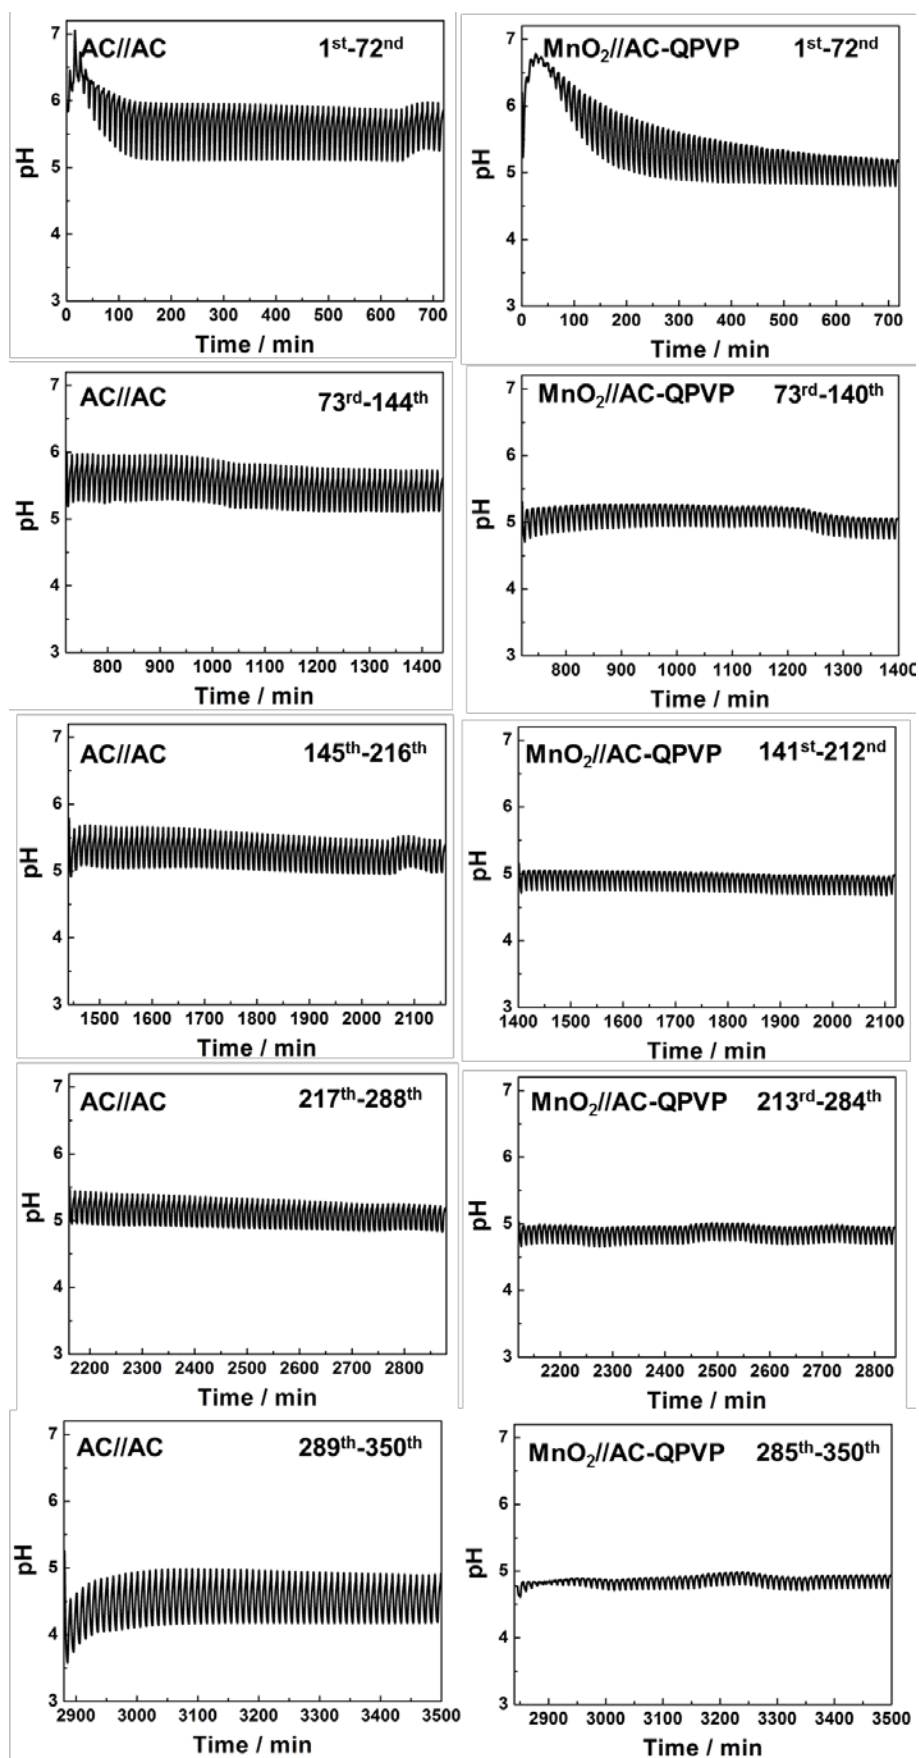 AC//AC 1st-72nd
7
6
5
4
3
pH
0 100 200 300 400 500 600 700
Time / min
MnO2//AC-QPVP 1st-72nd
7
6
5
4
3
pH
0 100 200 300 400 500 600 700
Time / min
AC//AC 73rd-144th
7
6
5
4
3
pH
800 900 1000 1100 1200 1300 1400
Time / min
MnO2//AC-QPVP 73rd-140th
7
6
5
4
3
pH
800 900 1000 1100 1200 1300 1400
Time / min
AC//AC 145th-216th
7
6
5
4
3
pH
1500 1600 1700 1800 1900 2000 2100
Time / min
MnO2//AC-QPVP 141st-212nd
7
6
5
4
3
pH
1400 1500 1600 1700 1800 1900 2000 2100
Time / min
AC//AC 217th-288th
7
6
5
4
3
pH
2200 2300 2400 2500 2600 2700 2800
Time / min
MnO2//AC-QPVP 213rd-284th
7
6
5
4
3
pH
2200 2300 2400 2500 2600 2700 2800
Time / min
AC//AC 289th-350th
7
6
5
4
3
pH
2900 3000 3100 3200 3300 3400 3500
Time / min
MnO2//AC-QPVP 285th-350th
7
6
5
4
3
pH
2900 3000 3100 3200 3300 3400 3500
Time / min